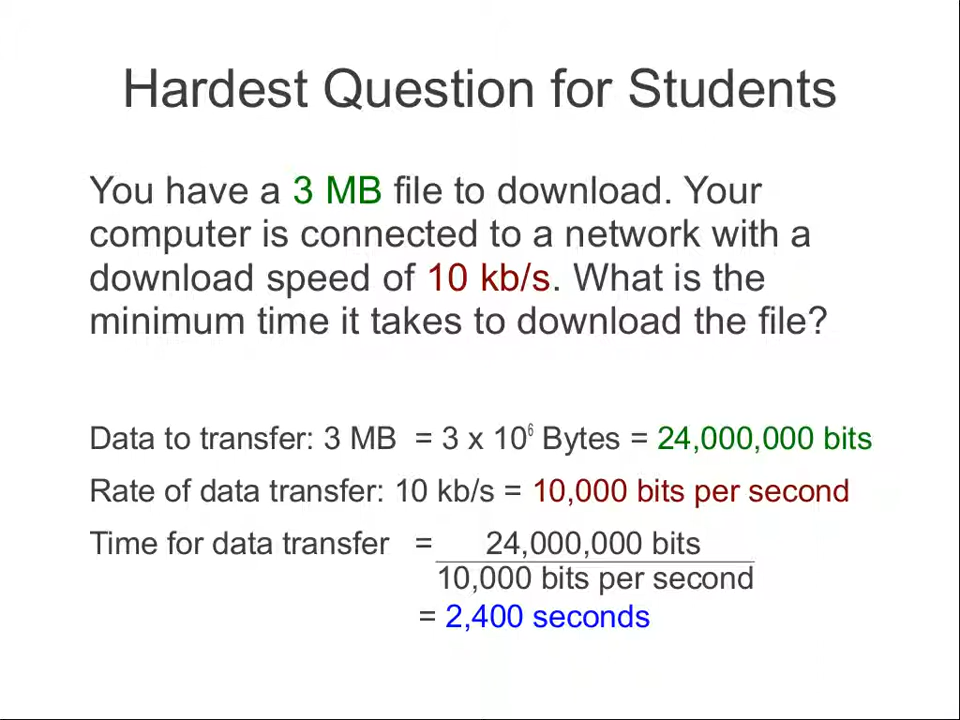 Hardest Question for Students
You have a 3 MB file to download. Your
computer is connected to a network with a
download speed of 10 kb/s. What is the
minimum time it takes to download the file?
Data to transfer: 3 MB = 3 x 10⁶ Bytes = 24,000,000 bits
Rate of data transfer: 10 kb/s = 10,000 bits per second
Time for data transfer = 24,000,000 bits
10,000 bits per second
= 2,400 seconds